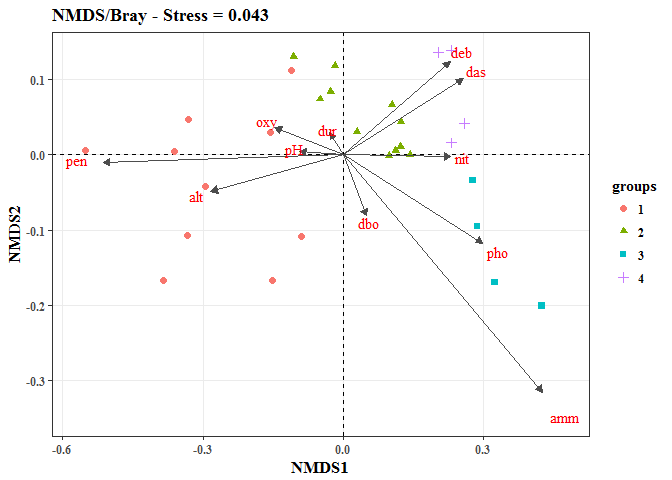 NMDS/Bray - Stress = 0.043
deb
das
0.1
oxy
dur
pH
nit
0.0
pen
alt
groups
1
2
3
4
NMDS2
dbo
-0.1
pho
-0.2
-0.3
amm
-0.6
-0.3
0.0
0.3
NMDS1